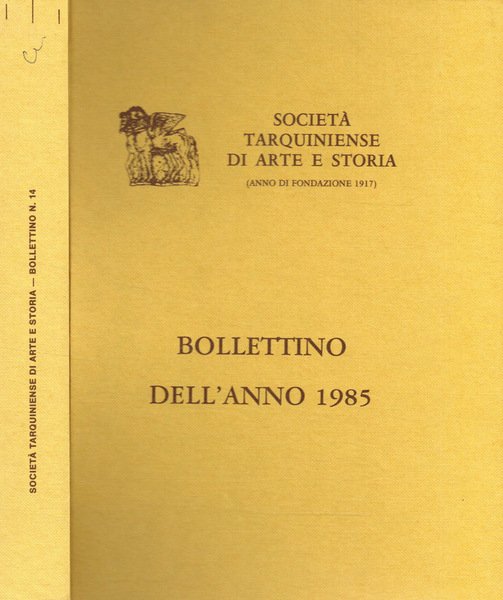 SOCIETÀ TARQUINIENSE DI ARTE E STORIA — BOLLETTINO N. 14
SOCIETÀ
TARQUINIENSE
DI ARTE E STORIA
(ANNO DI FONDAZIONE 1917)
BOLLETTINO
DELL'ANNO 1985